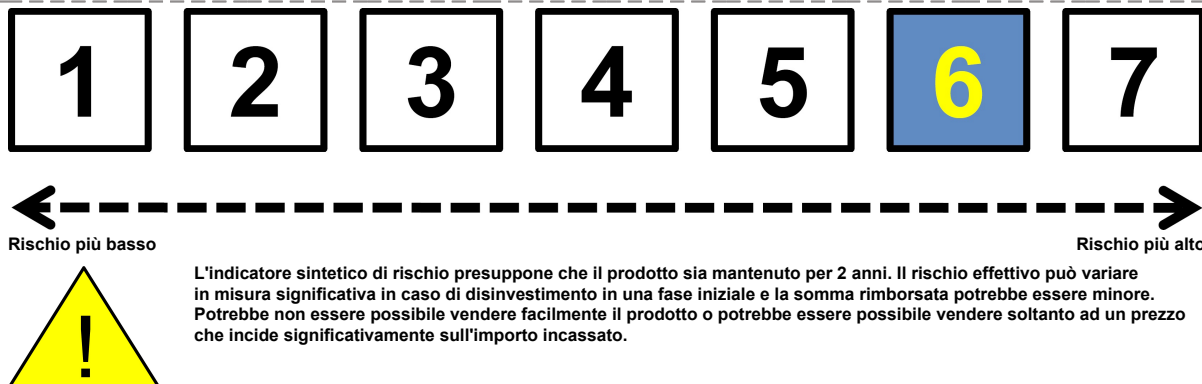 1 2 3 4 5 6 7
Rischio più basso Rischio più alto
!
L'indicatore sintetico di rischio presuppone che il prodotto sia mantenuto per 2 anni. Il rischio effettivo può variare
in misura significativa in caso di disinvestimento in una fase iniziale e la somma rimborsata potrebbe essere minore.
Potrebbe non essere possibile vendere facilmente il prodotto o potrebbe essere possibile vendere soltanto ad un prezzo
che incide significativamente sull'importo incassato.